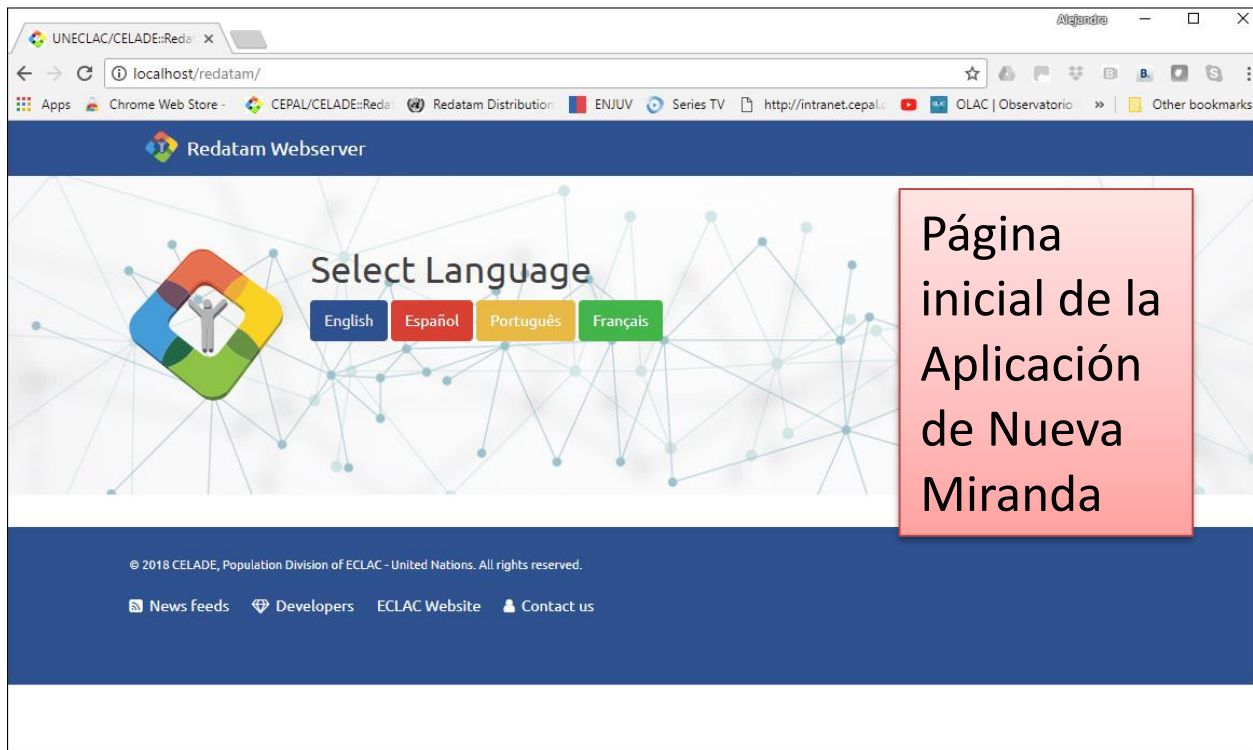 Alejandra
UNECLAC/CELADE::Reda
localhost/redatam/
Apps Chrome Web Store - CEPAL/CELADE::Reda Redatam Distribution ENJUV Series TV http://intranet.cepal.c OLAC | Observatorio » Other bookmarks
Redatam Webserver
Select Language
English Español Português Français
Página
inicial de la
Aplicación
de Nueva
Miranda
© 2018 CELADE, Population Division of ECLAC - United Nations. All rights reserved.
News feeds Developers ECLAC Website Contact us